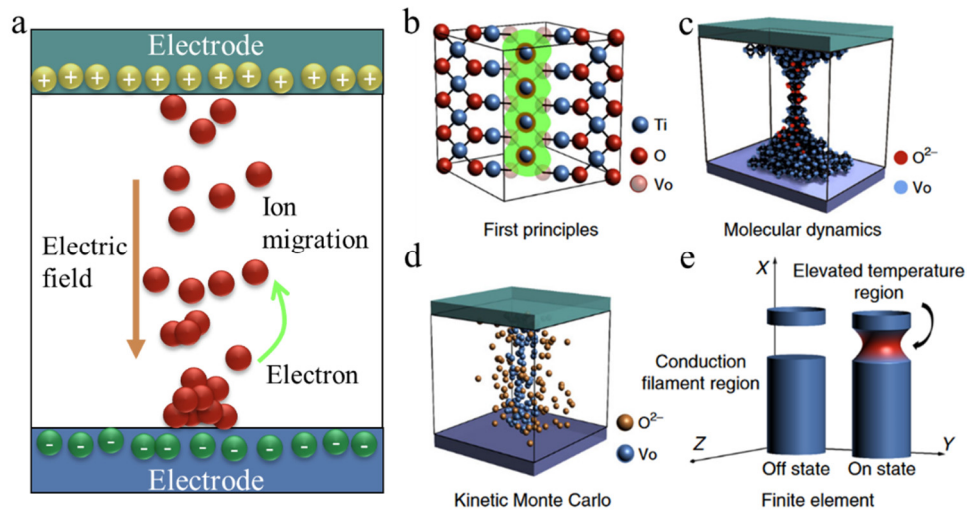 a
Electrode
+ + + + + + + + + + +
Ion
migration
Electric
field
Electron
- - - - - - - - - -
Electrode
b
Ti
O
Vo
First principles
c
O²⁻
Vo
Molecular dynamics
d
O²⁻
Vo
Kinetic Monte Carlo
e
X
Elevated temperature
region
Conduction
filament region
Z
Y
Off state
On state
Finite element